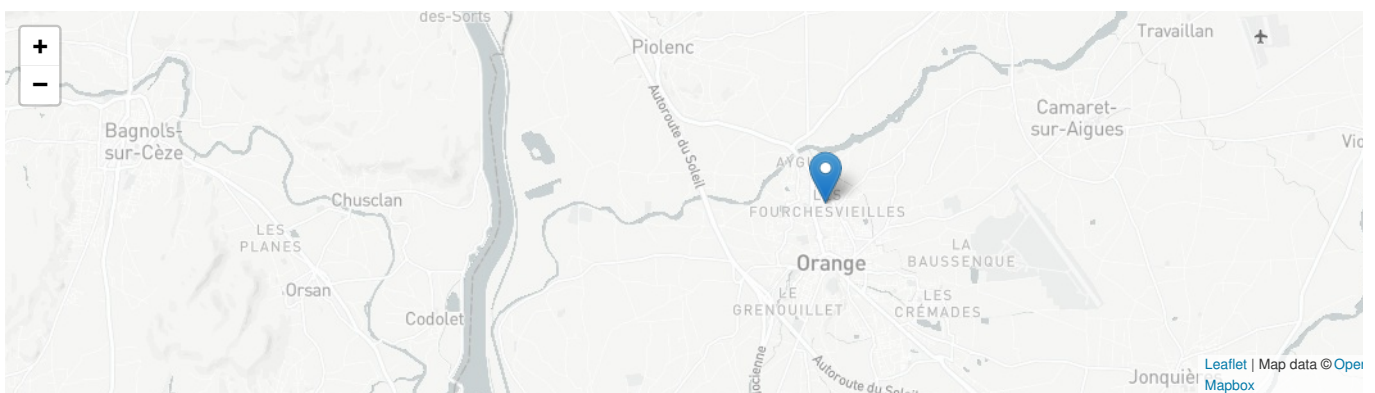 +
−
des-Sorts
Piolenc
Travaillan
Autoroute du Soleil
Camaret-
sur-Aigues
Bagnols-
sur-Cèze
Chusclan
FOURCHESVIEILLES
LES
PLANES
LA
BAUSSENQUE
Orange
Orsan
LE
GRENOUILLET
LES
CRÉMADES
Codolet
Autoroute du Soleil
Leaflet | Map data © Open
Mapbox